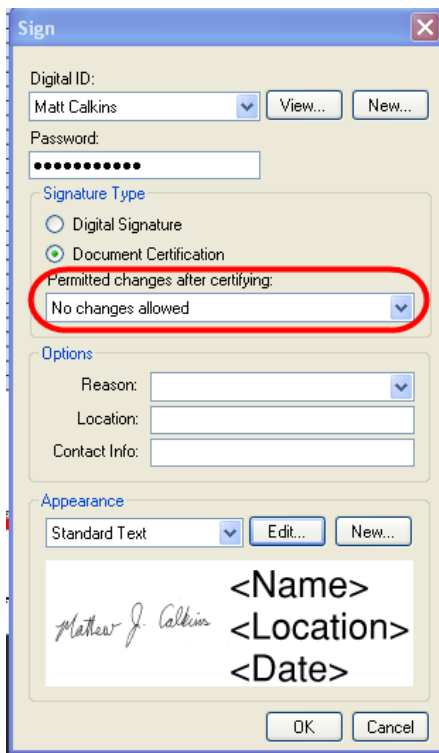 Sign
Digital ID:
Matt Calkins View... New...
Password:
•••••••••••
Signature Type
Digital Signature
Document Certification
Permitted changes after certifying:
No changes allowed
Options
Reason:
Location:
Contact Info:
Appearance
Standard Text Edit... New...
Mathew J. Calkins
<Name>
<Location>
<Date>
OK Cancel